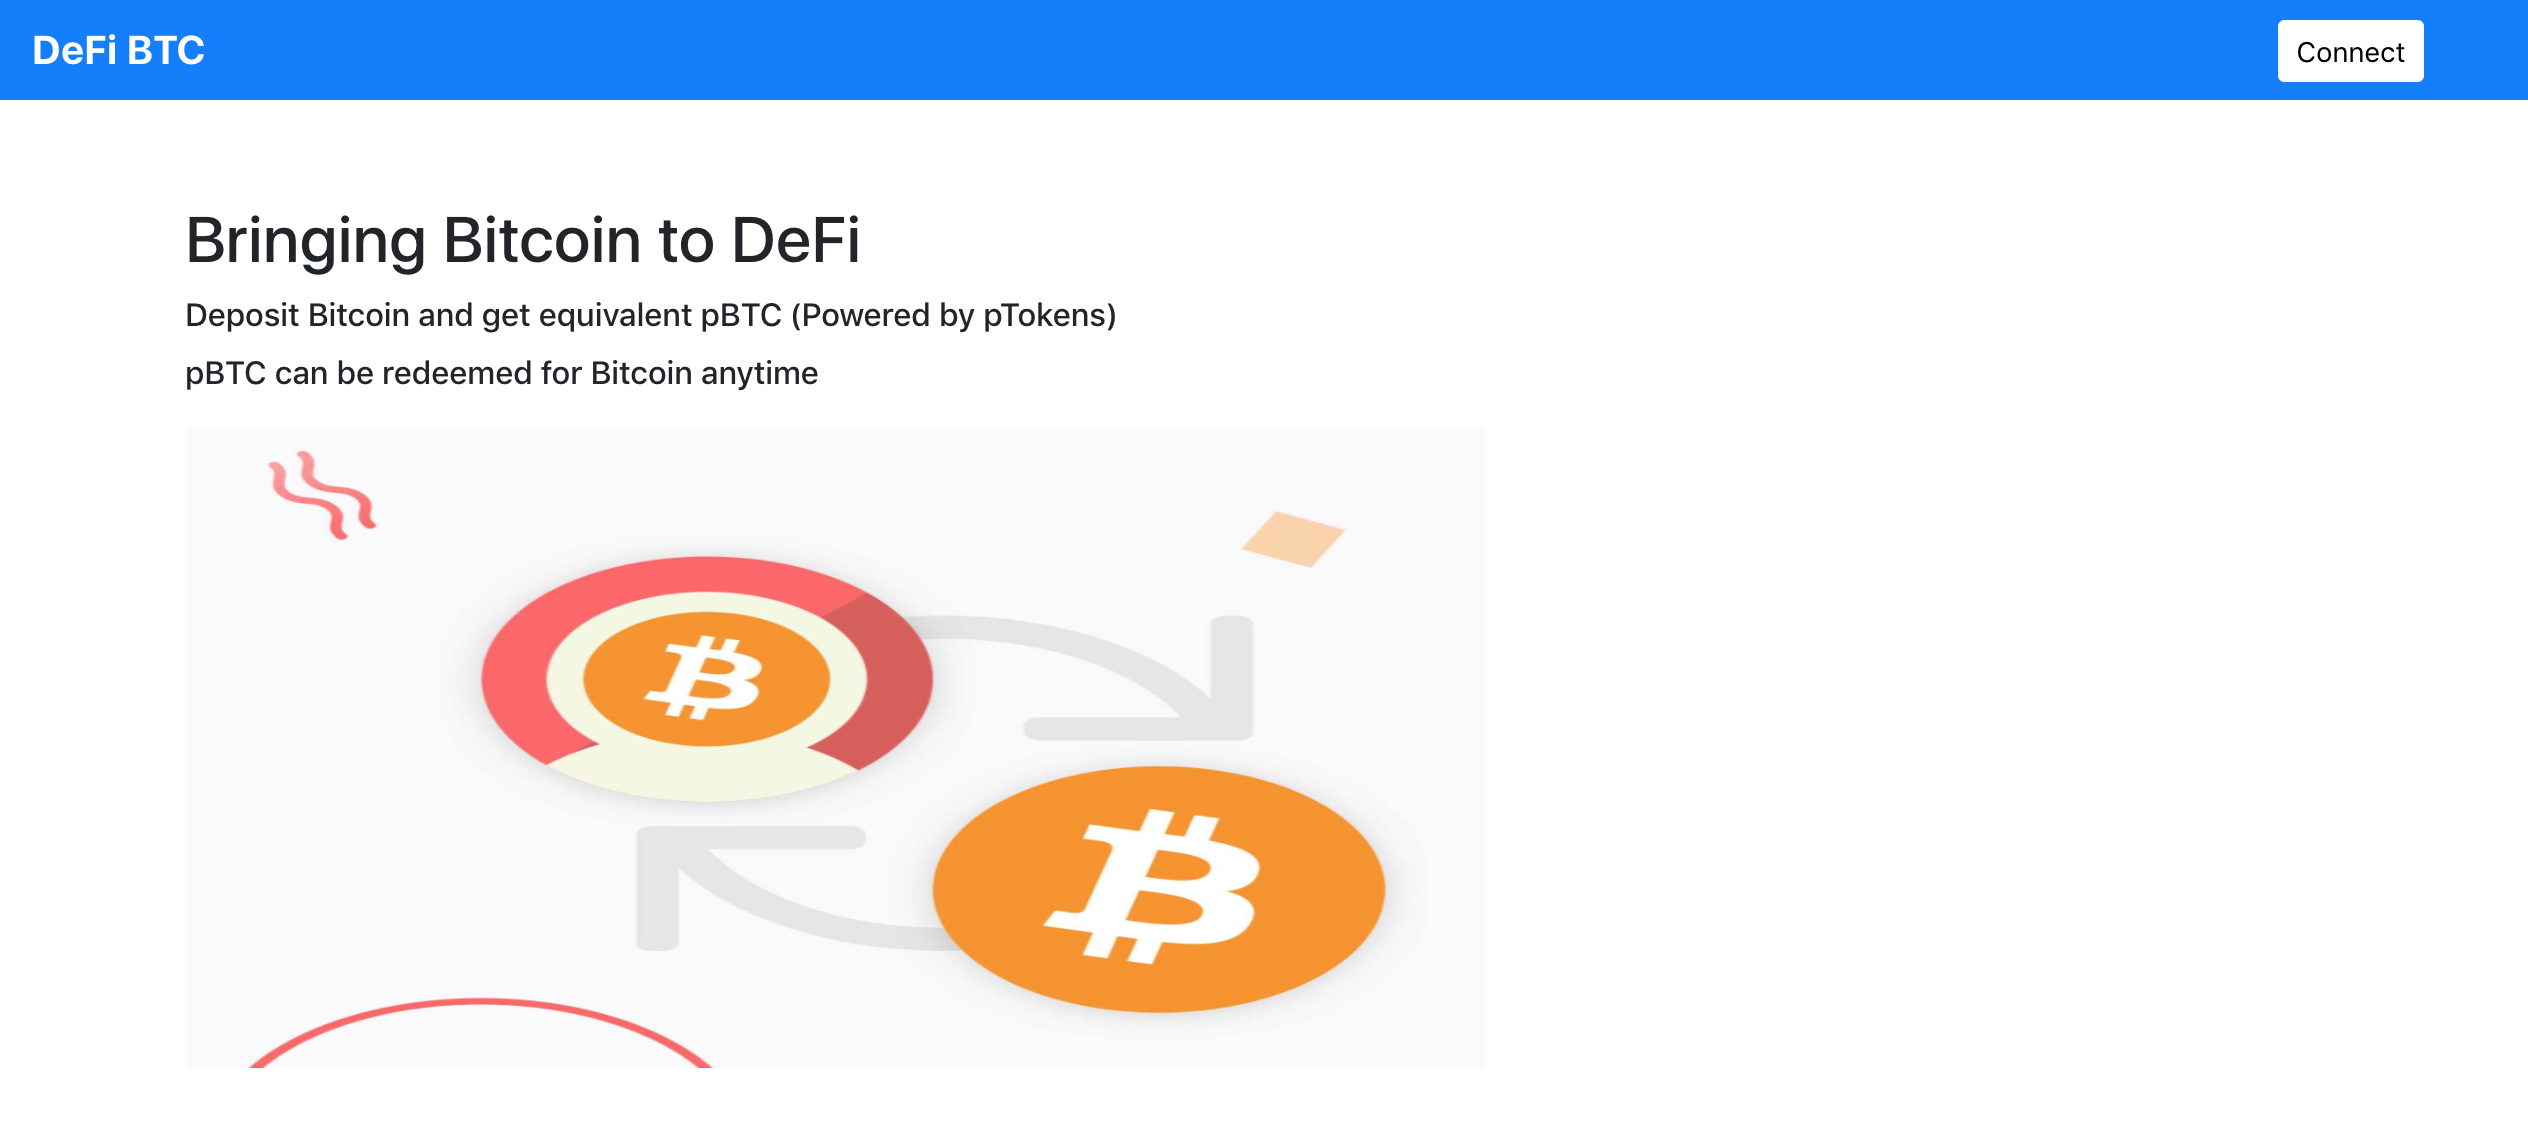 DeFi BTC
Connect
Bringing Bitcoin to DeFi
Deposit Bitcoin and get equivalent pBTC (Powered by pTokens)
pBTC can be redeemed for Bitcoin anytime